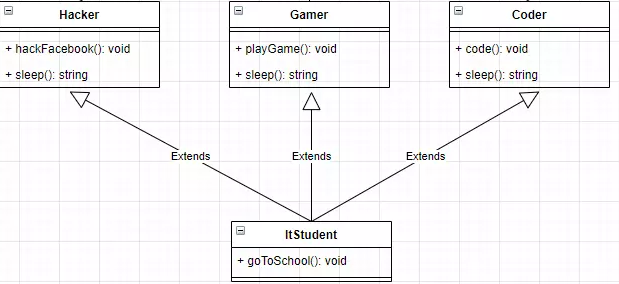 Hacker
+ hackFacebook(): void
+ sleep(): string
Gamer
+ playGame(): void
+ sleep(): string
Coder
+ code(): void
+ sleep(): string
Extends
Extends
Extends
ItStudent
+ goToSchool(): void